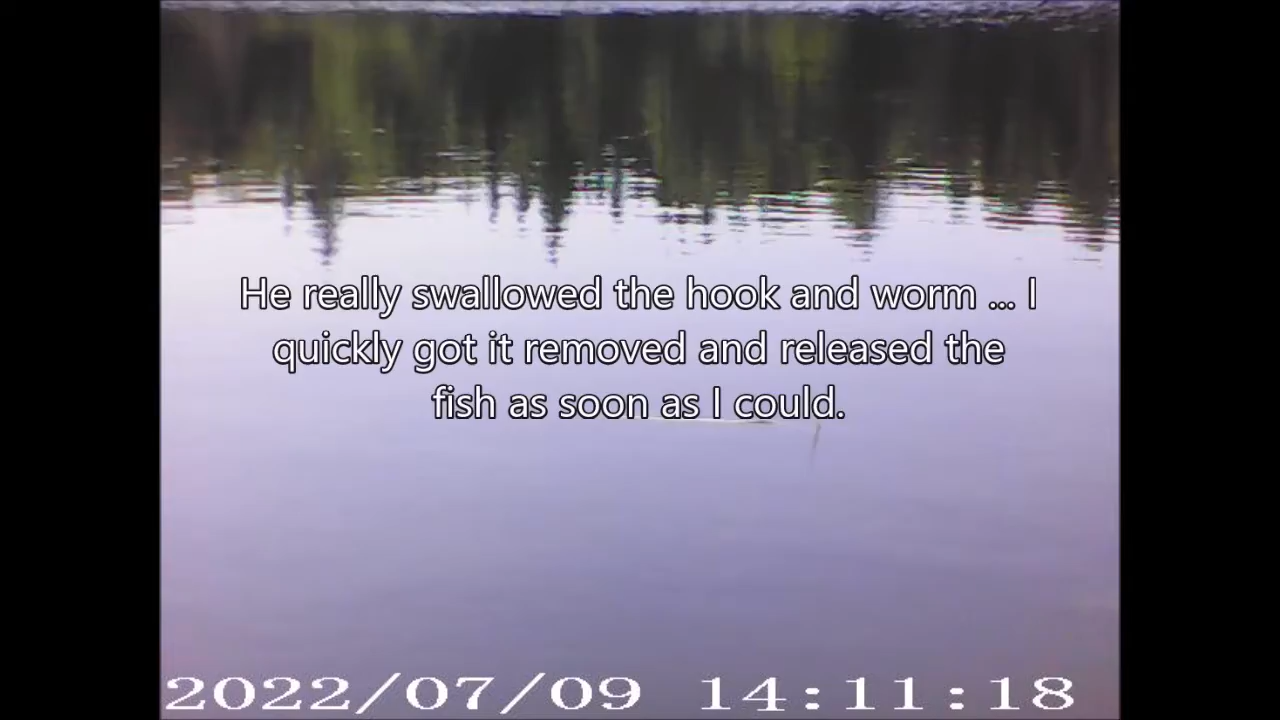 He really swallowed the hook and worm ... I
quickly got it removed and released the
fish as soon as I could.
2022/07/09 14:11:18